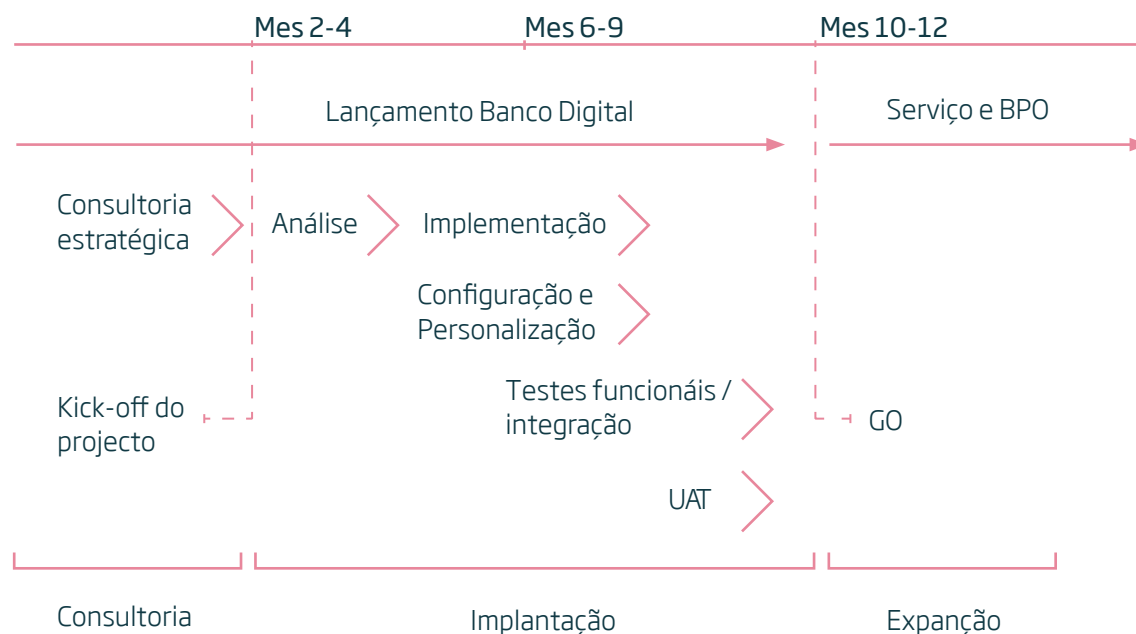 Mes 2-4
Mes 6-9
Mes 10-12
Lançamento Banco Digital
Serviço e BPO
Consultoria
estratégica
Análise
Implementação
Configuração e
Personalização
Testes funcionáis /
integração
Kick-off do
projecto
GO
UAT
Consultoria
Implantação
Expanção